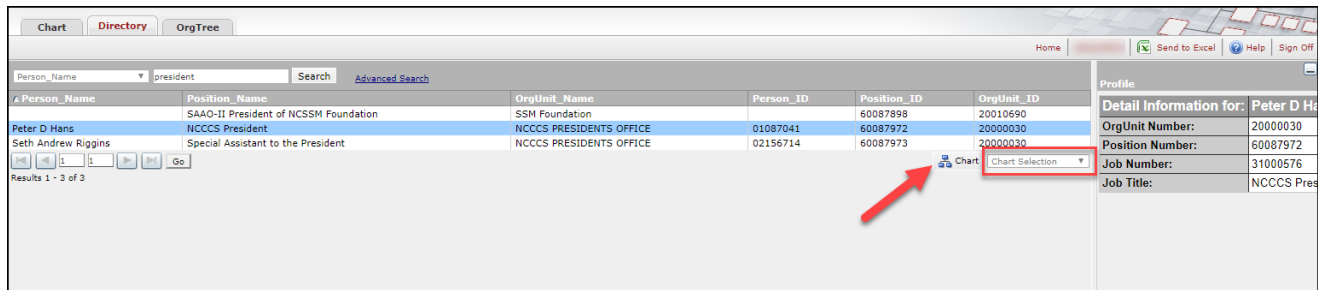 Chart Directory OrgTree
Home Send to Excel Help Sign Off
Person_Name president Search Advanced Search
Profile
Person_Name Position_Name OrgUnit_Name Person_ID Position_ID OrgUnit_ID
Detail Information for: Peter D Ha
SAAO-II President of NCSSM Foundation SSM Foundation 60087898 20010690
Peter D Hans NCCCS President NCCCS PRESIDENTS OFFICE 01087041 60087972 20000030
OrgUnit Number: 20000030
Seth Andrew Riggins Special Assistant to the President NCCCS PRESIDENTS OFFICE 02156714 60087973 20000030
Position Number: 60087972
1 1 Go Chart Chart Selection
Job Number: 31000576
Results 1 - 3 of 3
Job Title: NCCCS Pres